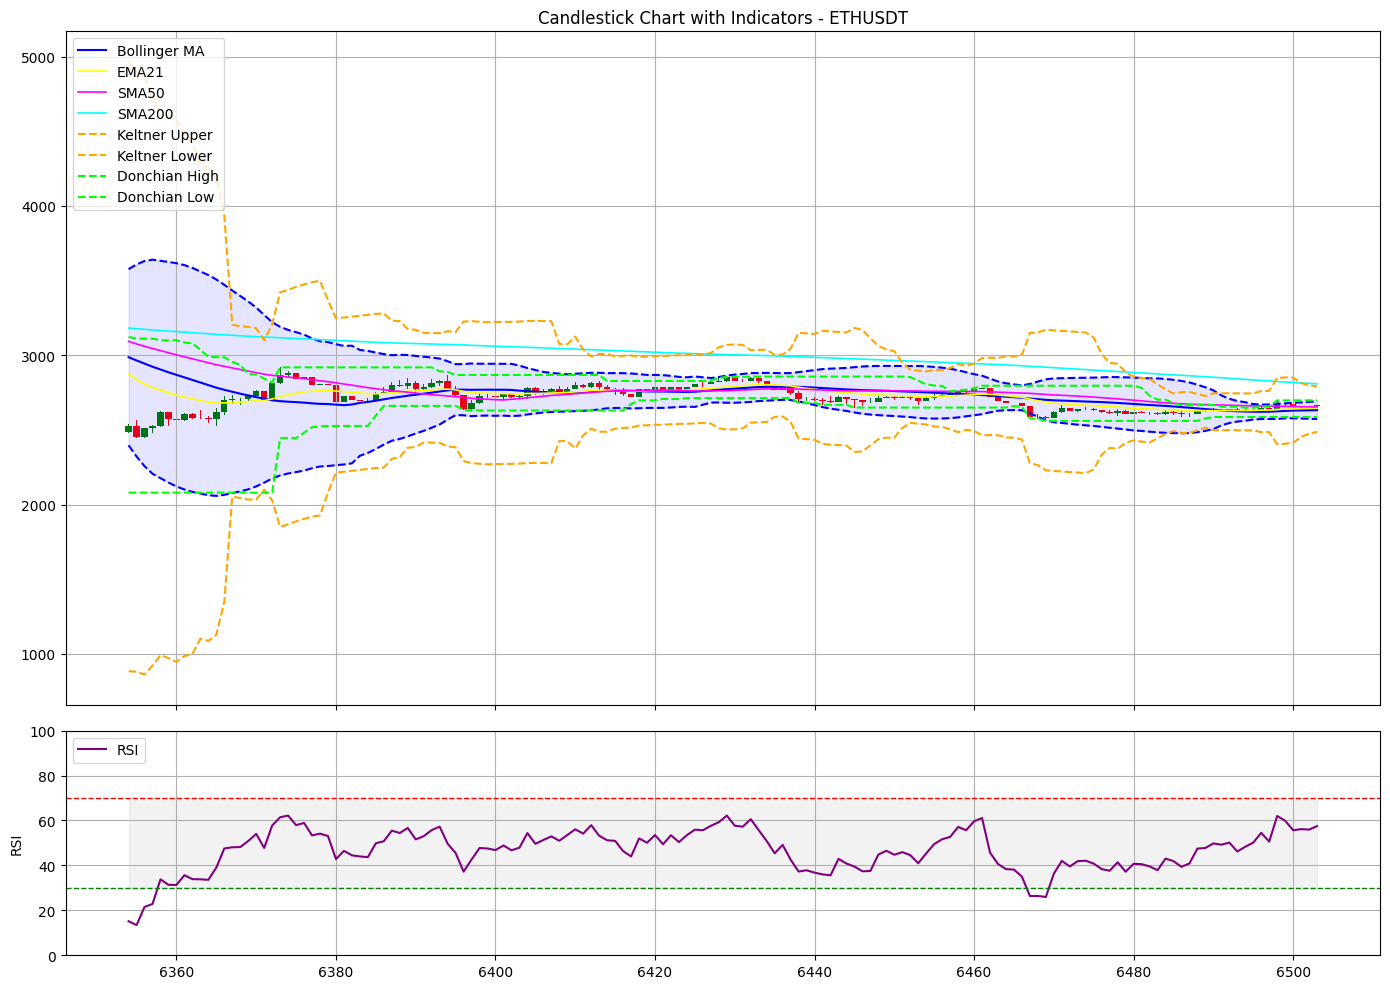 Candlestick Chart with Indicators - ETHUSDT
5000
4000
3000
2000
1000
Bollinger MA
EMA21
SMA50
SMA200
Keltner Upper
Keltner Lower
Donchian High
Donchian Low
100
80
60
40
20
0
RSI
RSI
6360
6380
6400
6420
6440
6460
6480
6500